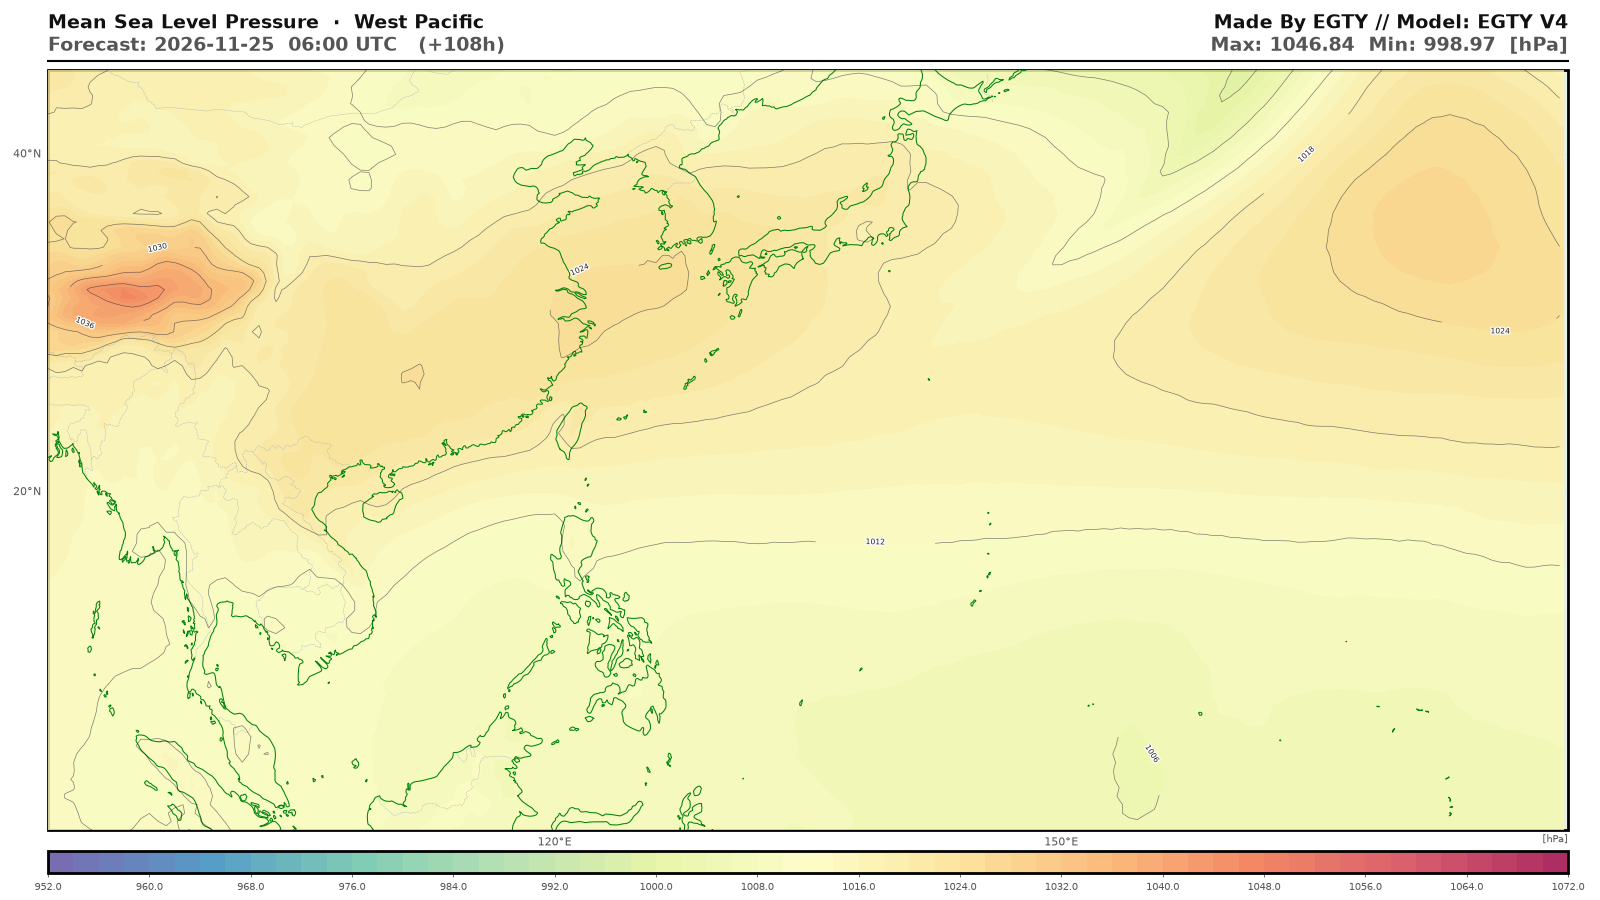 Mean Sea Level Pressure · West Pacific
Made By EGTY // Model: EGTY V4
Forecast: 2026-11-25 06:00 UTC (+108h)
Max: 1046.84 Min: 998.97 [hPa]
40°N
1018
1030
1024
1036
1024
20°N
1012
1006
120°E
150°E
[hPa]
952.0
960.0
968.0
976.0
984.0
992.0
1000.0
1008.0
1016.0
1024.0
1032.0
1040.0
1048.0
1056.0
1064.0
1072.0